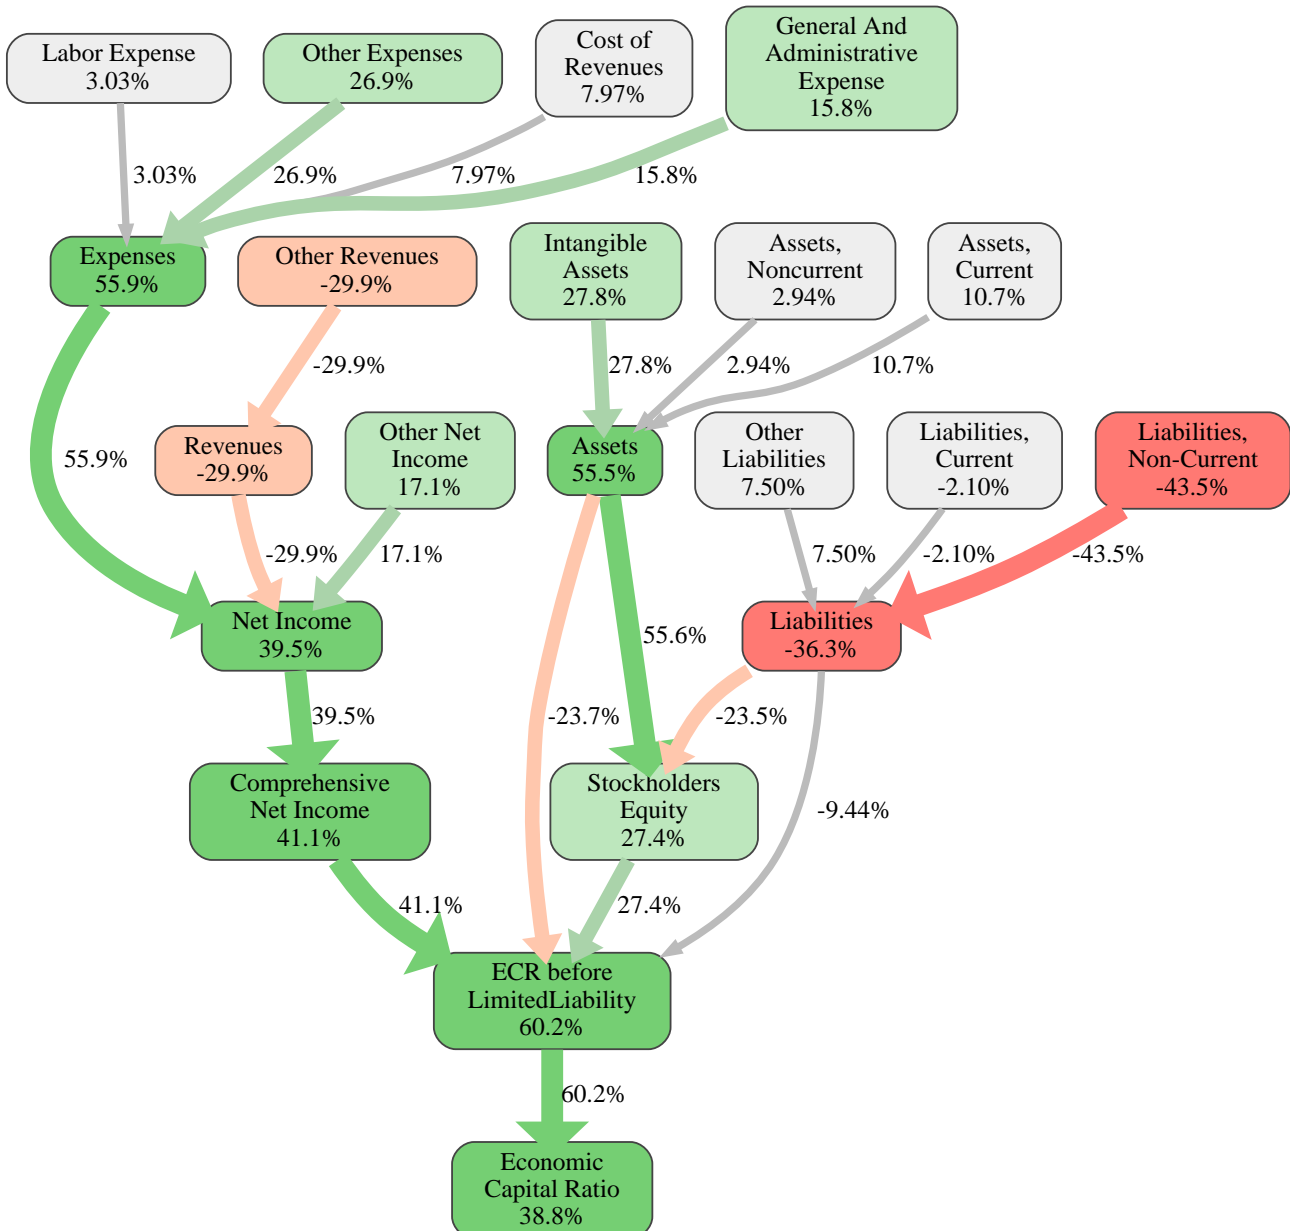 Labor Expense
3.03%
Other Expenses
26.9%
Cost of
Revenues
7.97%
General And
Administrative
Expense
15.8%
3.03%
26.9%
7.97%
15.8%
Expenses
55.9%
Other Revenues
-29.9%
Intangible
Assets
27.8%
Assets,
Noncurrent
2.94%
Assets,
Current
10.7%
-29.9%
27.8%
2.94%
10.7%
55.9%
Revenues
-29.9%
Other Net
Income
17.1%
Assets
55.5%
Other
Liabilities
7.50%
Liabilities,
Current
-2.10%
Liabilities,
Non-Current
-43.5%
-29.9%
17.1%
7.50%
-2.10%
-43.5%
Net Income
39.5%
55.6%
Liabilities
-36.3%
39.5%
-23.7%
-23.5%
Comprehensive
Net Income
41.1%
Stockholders
Equity
27.4%
-9.44%
41.1%
27.4%
ECR before
LimitedLiability
60.2%
60.2%
Economic
Capital Ratio
38.8%